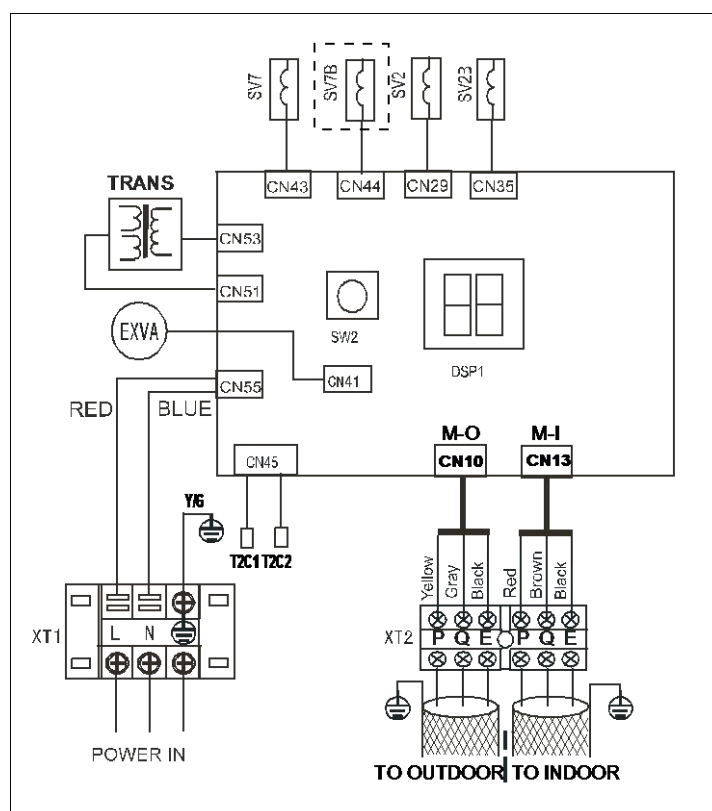 SV7
SV7B
SV2
SV2B
CN43
CN44
CN29
CN35
TRANS
CN53
CN51
EXVA
SW2
DSP1
CN41
CN55
RED
BLUE
CN45
M-O
M-I
CN10
CN13
Y/G
T2C1 T2C2
Yellow
Gray
Black
Red
Brown
Black
XT1
L N
XT2
P Q E P Q E
POWER IN
TO OUTDOOR TO INDOOR